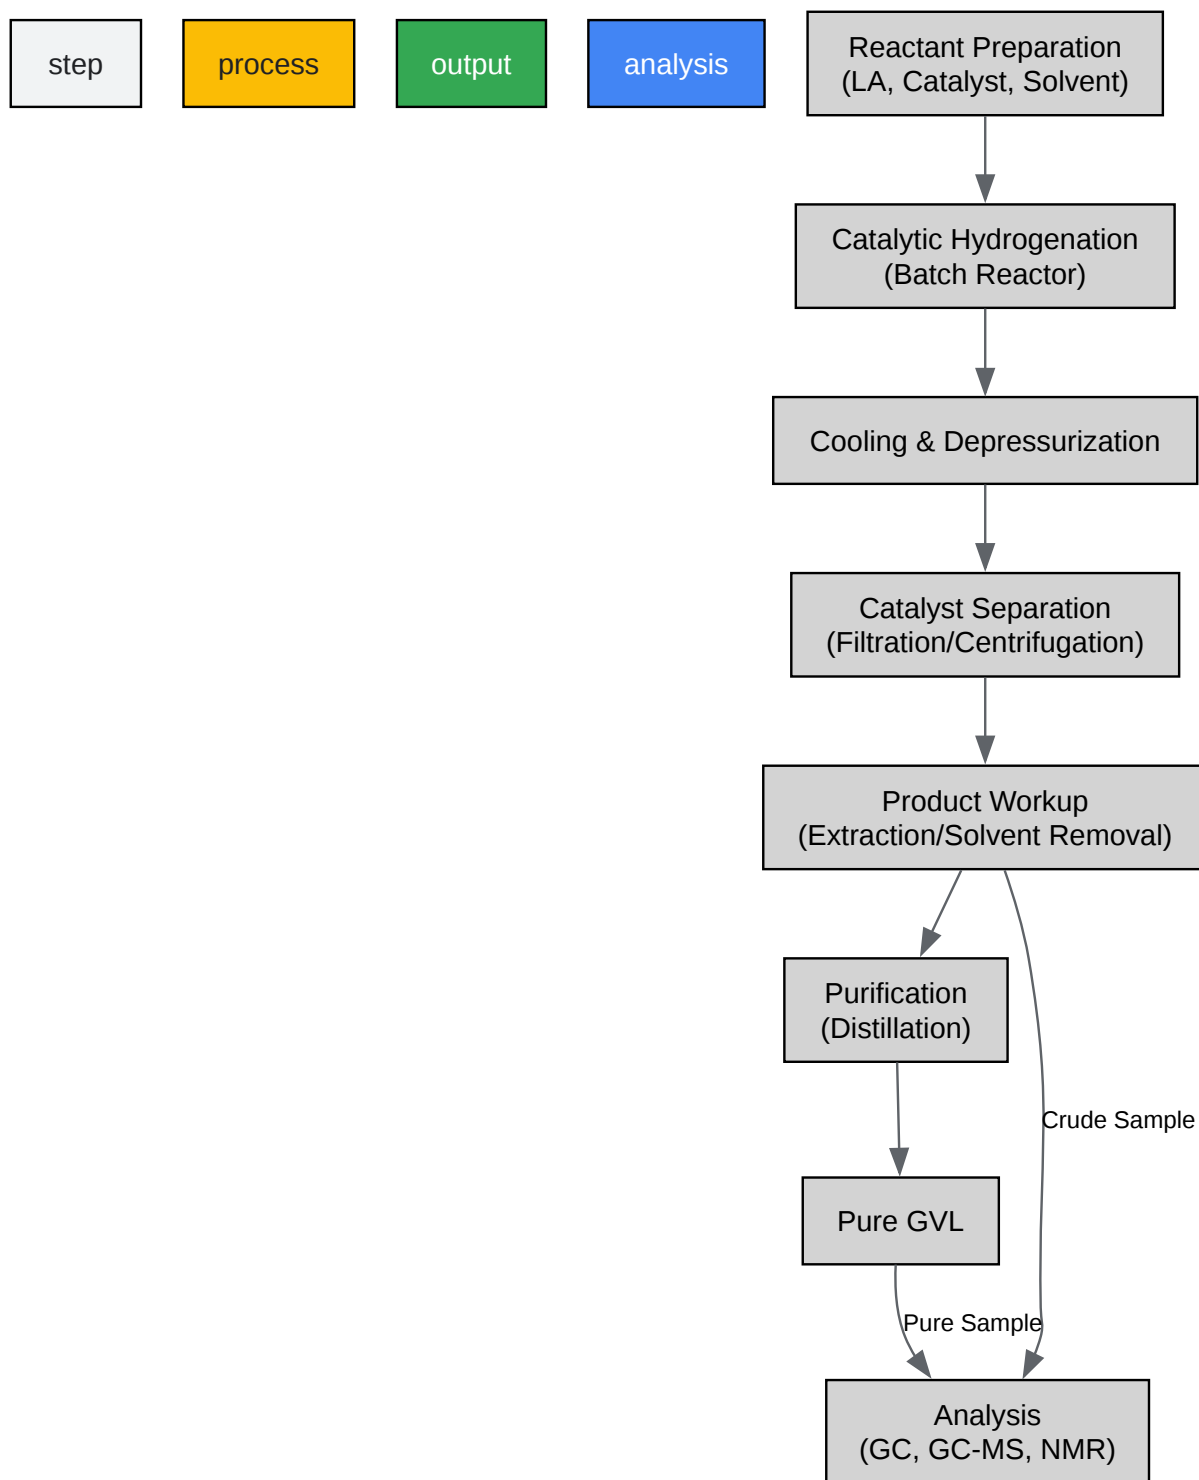 step
process
output
analysis
Reactant Preparation
(LA, Catalyst, Solvent)
Catalytic Hydrogenation
(Batch Reactor)
Cooling & Depressurization
Catalyst Separation
(Filtration/Centrifugation)
Product Workup
(Extraction/Solvent Removal)
Purification
(Distillation)
Crude Sample
Pure GVL
Pure Sample
Analysis
(GC, GC-MS, NMR)